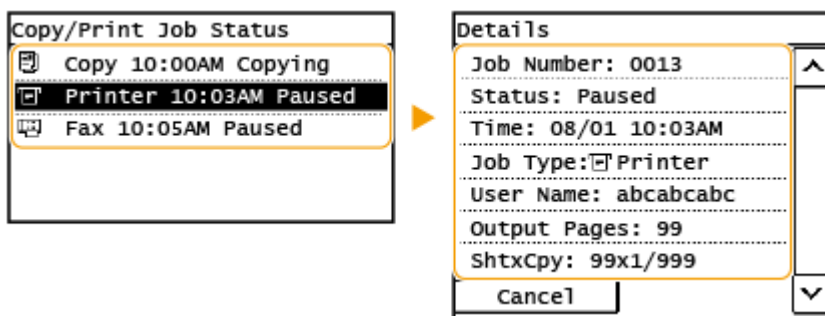 Copy/Print Job Status
Copy 10:00AM Copying
Printer 10:03AM Paused
Fax 10:05AM Paused
Details
Job Number: 0013
Status: Paused
Time: 08/01 10:03AM
Job Type: Printer
User Name: abcabcabc
Output Pages: 99
ShtxCpy: 99x1/999
Cancel